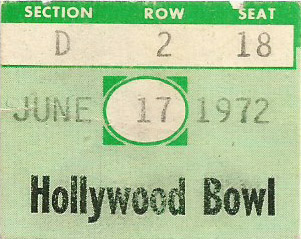 SECTION ROW SEAT
D 2 18
JUNE 17 1972
Hollywood Bowl